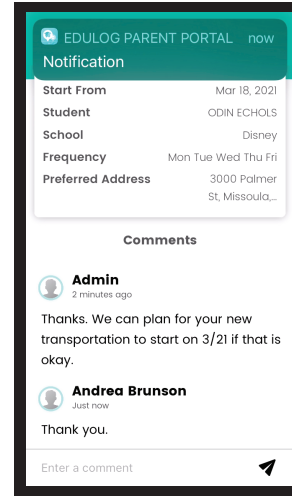 EDULOG PARENT PORTAL now
Notification
Start From Mar 18, 2021
Student ODIN ECHOLS
School Disney
Frequency Mon Tue Wed Thu Fri
Preferred Address 3000 Palmer
St, Missoula,...
Comments
Admin
2 minutes ago
Thanks. We can plan for your new
transportation to start on 3/21 if that is
okay.
Andrea Brunson
Just now
Thank you.
Enter a comment